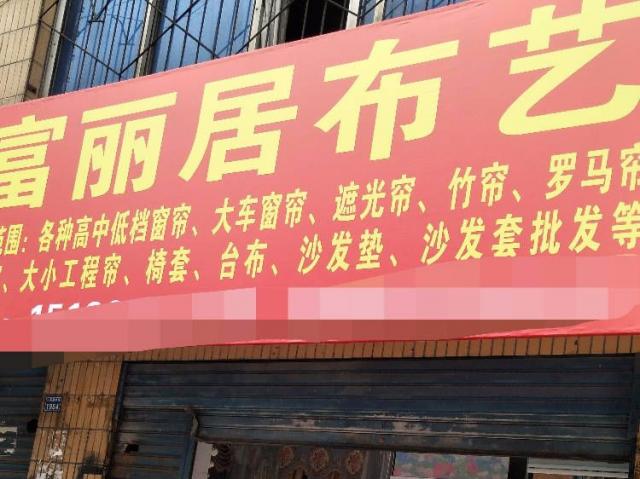 富丽居布艺
范围：各种高中低档窗帘、大车窗帘、遮光帘、竹帘、罗马帘
、大小工程帘、椅套、台布、沙发垫、沙发套批发等